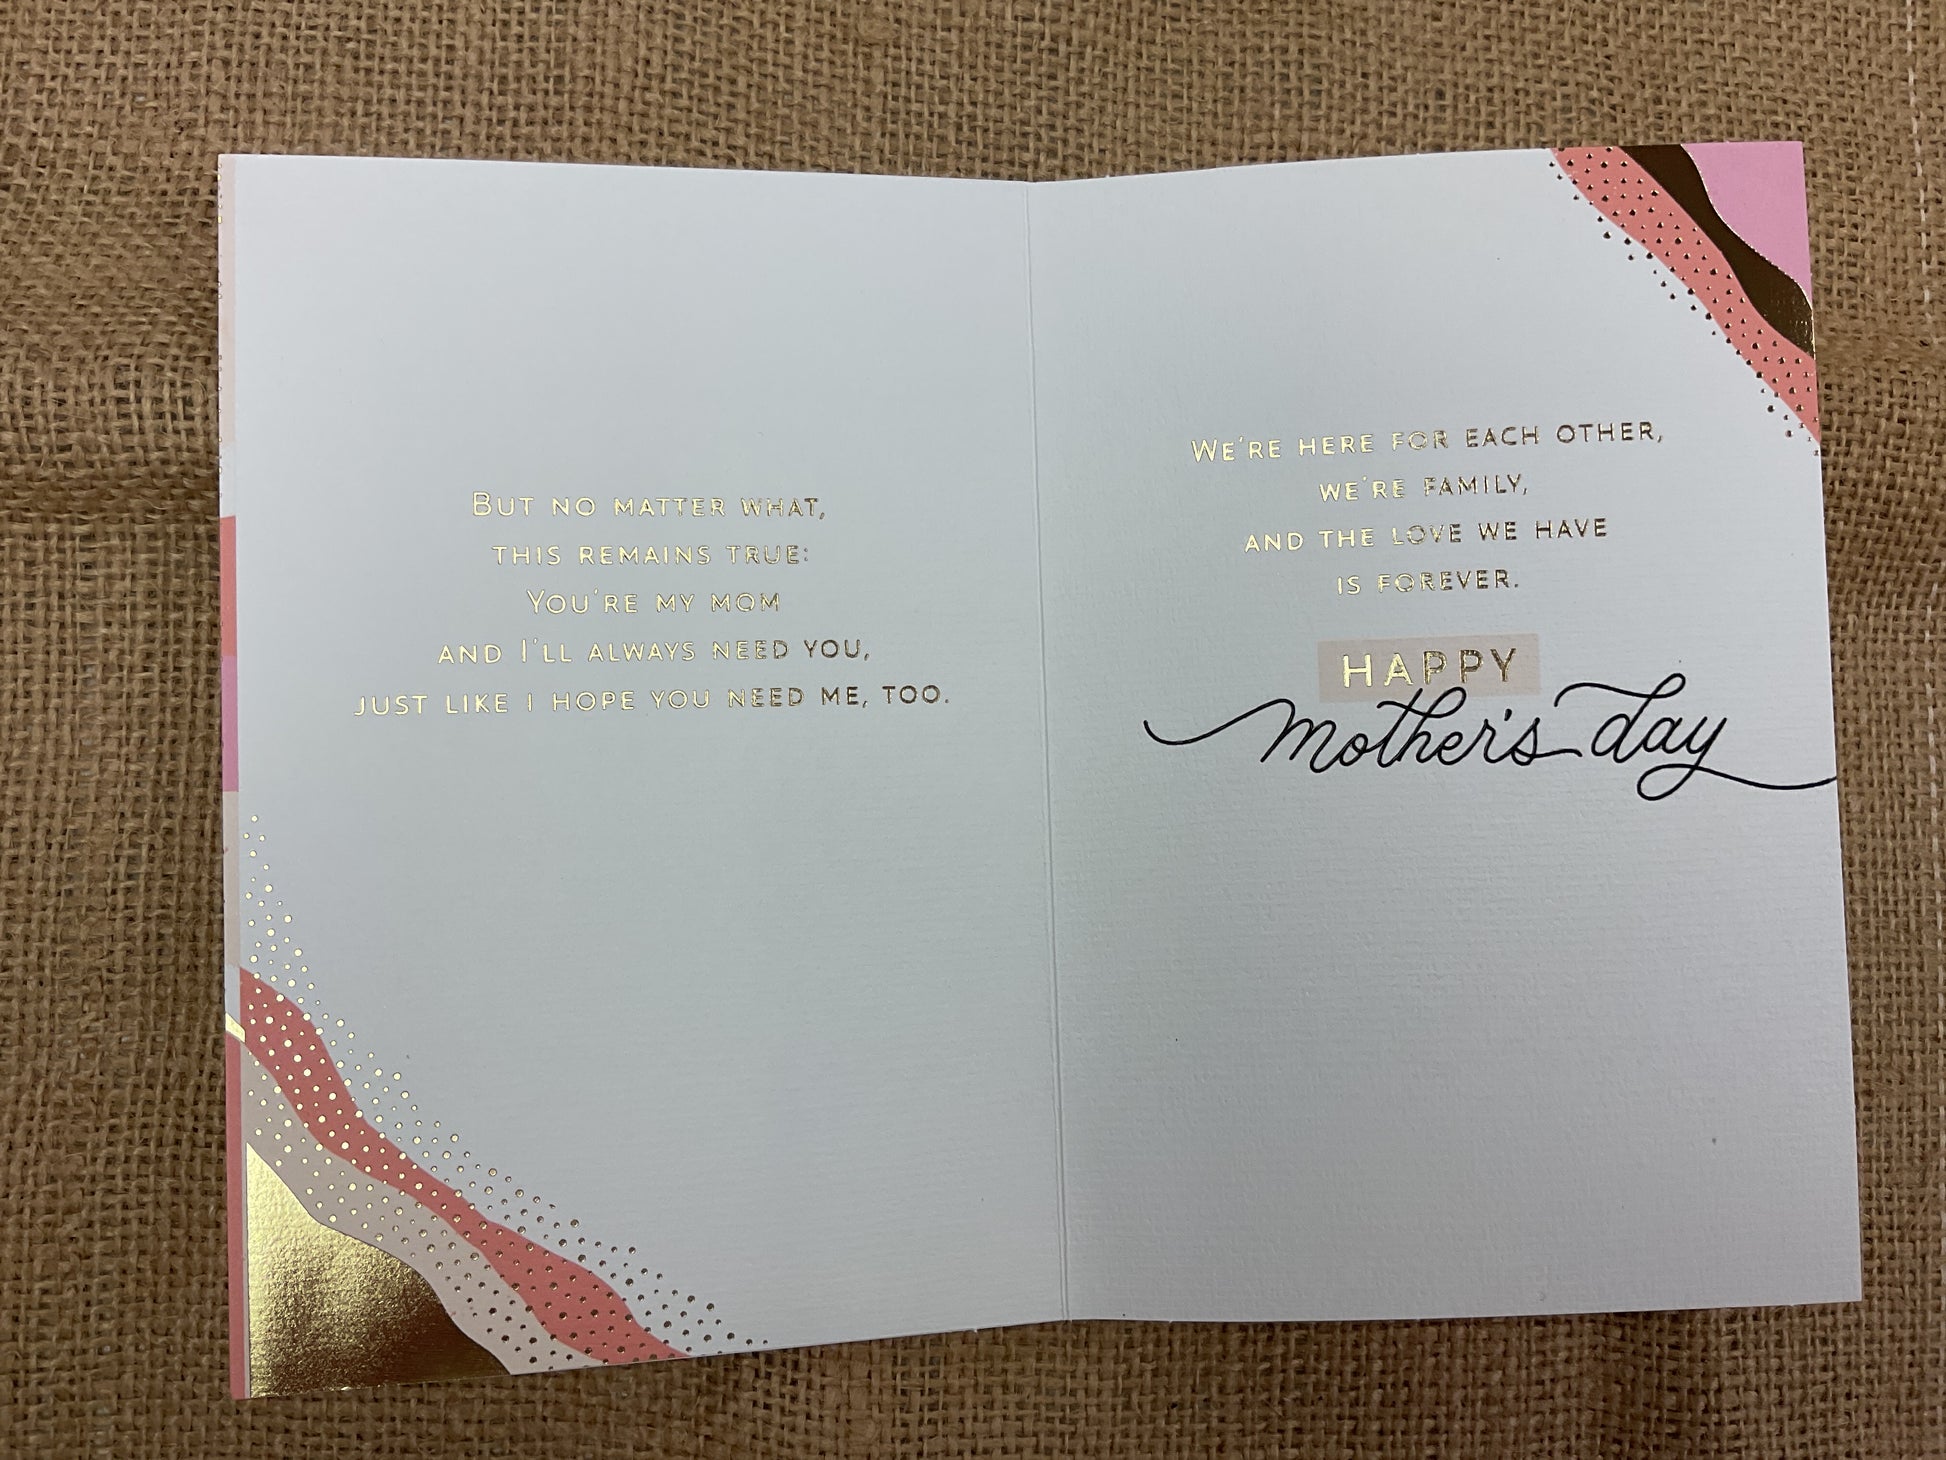 But no matter what,
this remains true:
You're my mom
and I'll always need you,
just like I hope you need me, too.
We're here for each other,
we're family,
and the love we have
is forever.
HAPPY
mother's day